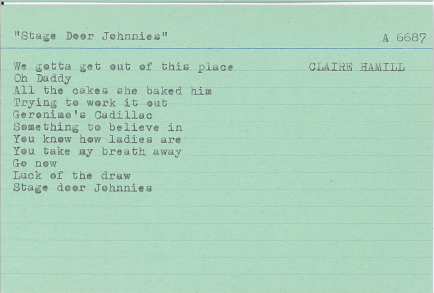 "Stage Door Johnnies" A 6687
We gotta get out of this place CLAIRE HAMILL
Oh Daddy
All the cakes she baked him
Trying to work it out
Geronimo's Cadillac
Something to believe in
You know how ladies are
You take my breath away
Go now
Luck of the draw
Stage door Johnnies